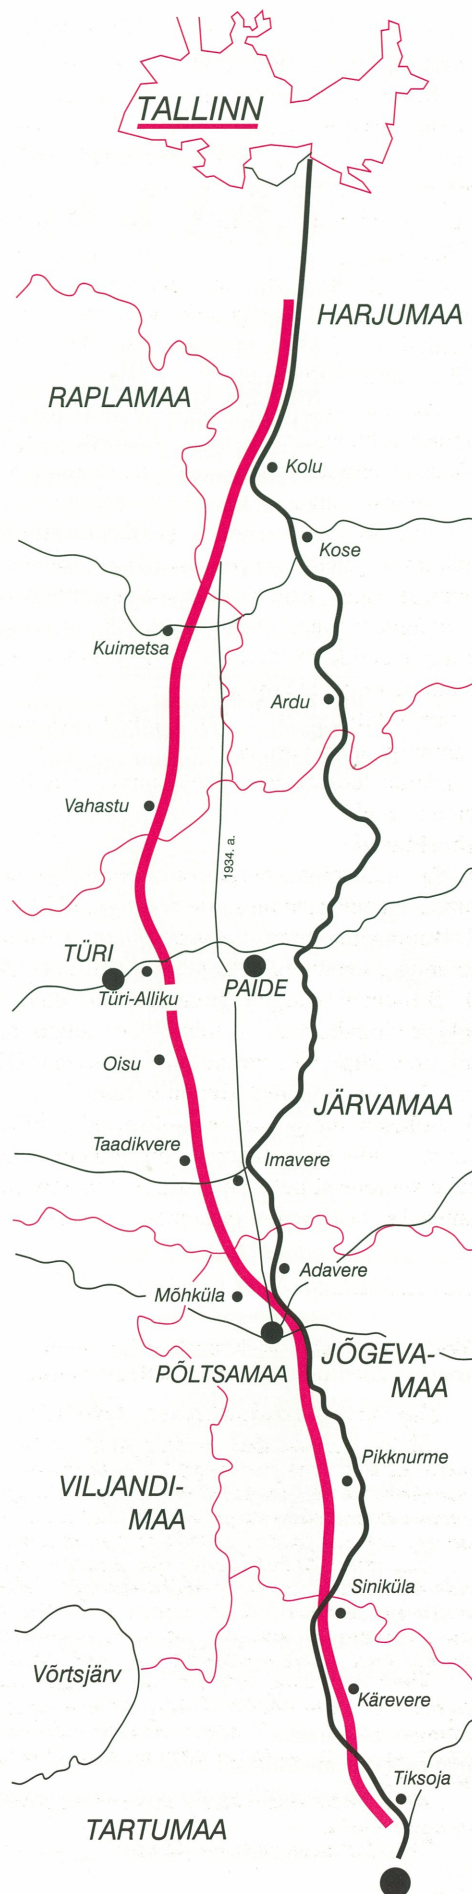 TALLINN
HARJUMAA
RAPLAMAA
Kolu
Kose
Kuimetsa
Ardu
Vahastu
1934. a.
TÜRI
PAIDE
Türi-Alliku
Oisu
JÄRVAMAA
Taadikvere
Imavere
Adavere
Mõhküla
PÕLTSAMAA
JÕGEVA-
MAA
Pikknurme
VILJANDI-
MAA
Siniküla
Võrtsjärv
Kärevere
Tiksoja
TARTUMAA